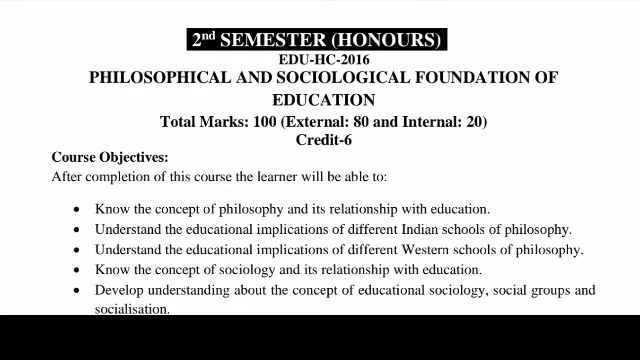 2nd SEMESTER (HONOURS)
EDU-HC-2016
PHILOSOPHICAL AND SOCIOLOGICAL FOUNDATION OF
EDUCATION
Total Marks: 100 (External: 80 and Internal: 20)
Credit-6
Course Objectives:
After completion of this course the learner will be able to:
• Know the concept of philosophy and its relationship with education.
• Understand the educational implications of different Indian schools of philosophy.
• Understand the educational implications of different Western schools of philosophy.
• Know the concept of sociology and its relationship with education.
• Develop understanding about the concept of educational sociology, social groups and
socialisation.